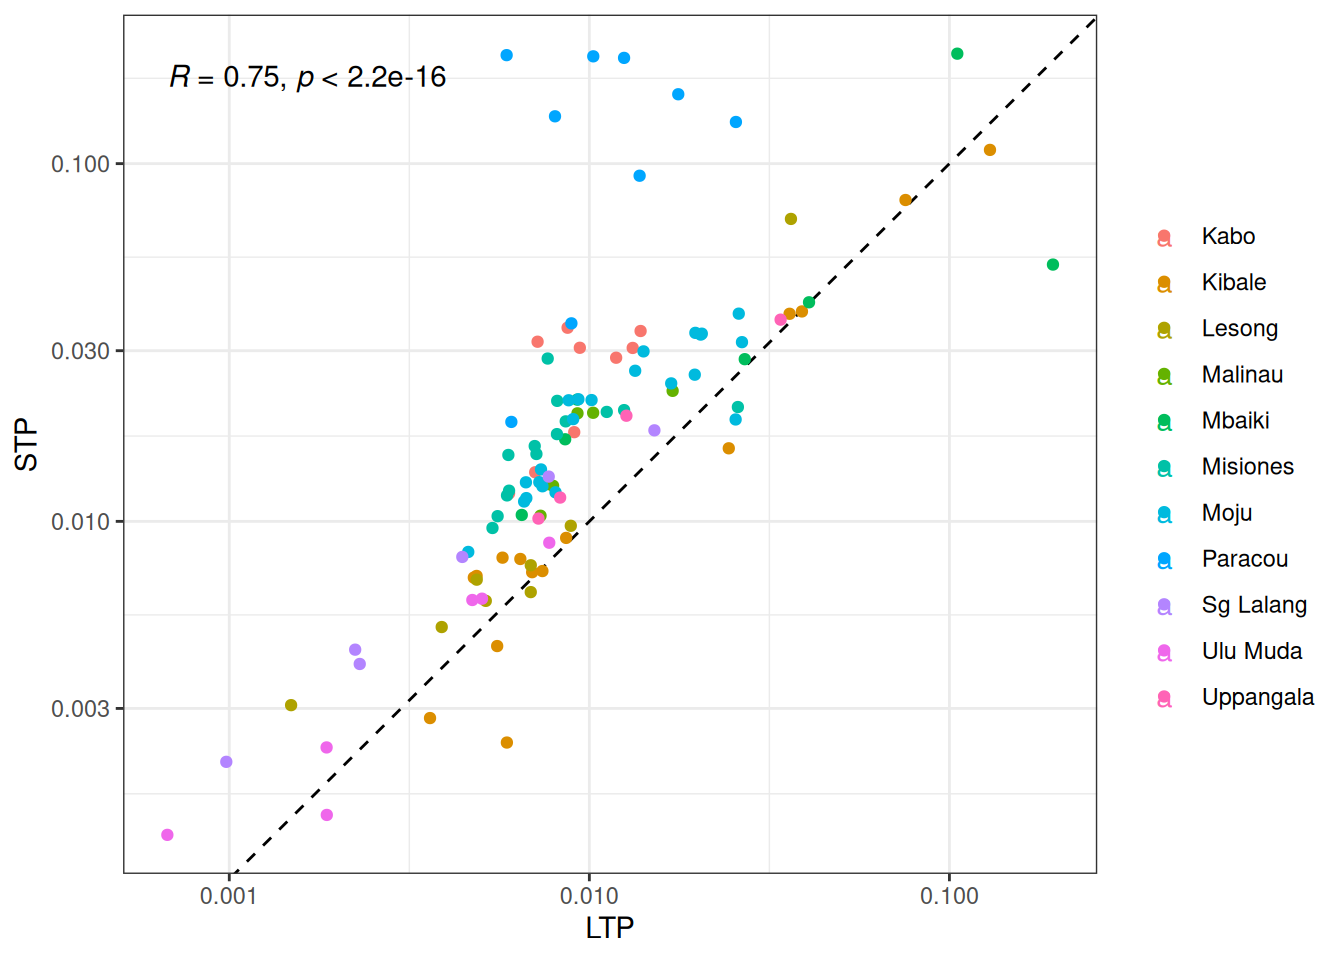 R = 0.75, p < 2.2e-16
0.100
0.030
0.010
0.003
STP
0.001
0.010
0.100
LTP
a Kabo
a Kibale
a Lesong
a Malinau
a Mbaiki
a Misiones
a Moju
a Paracou
a Sg Lalang
a Ulu Muda
a Uppangala